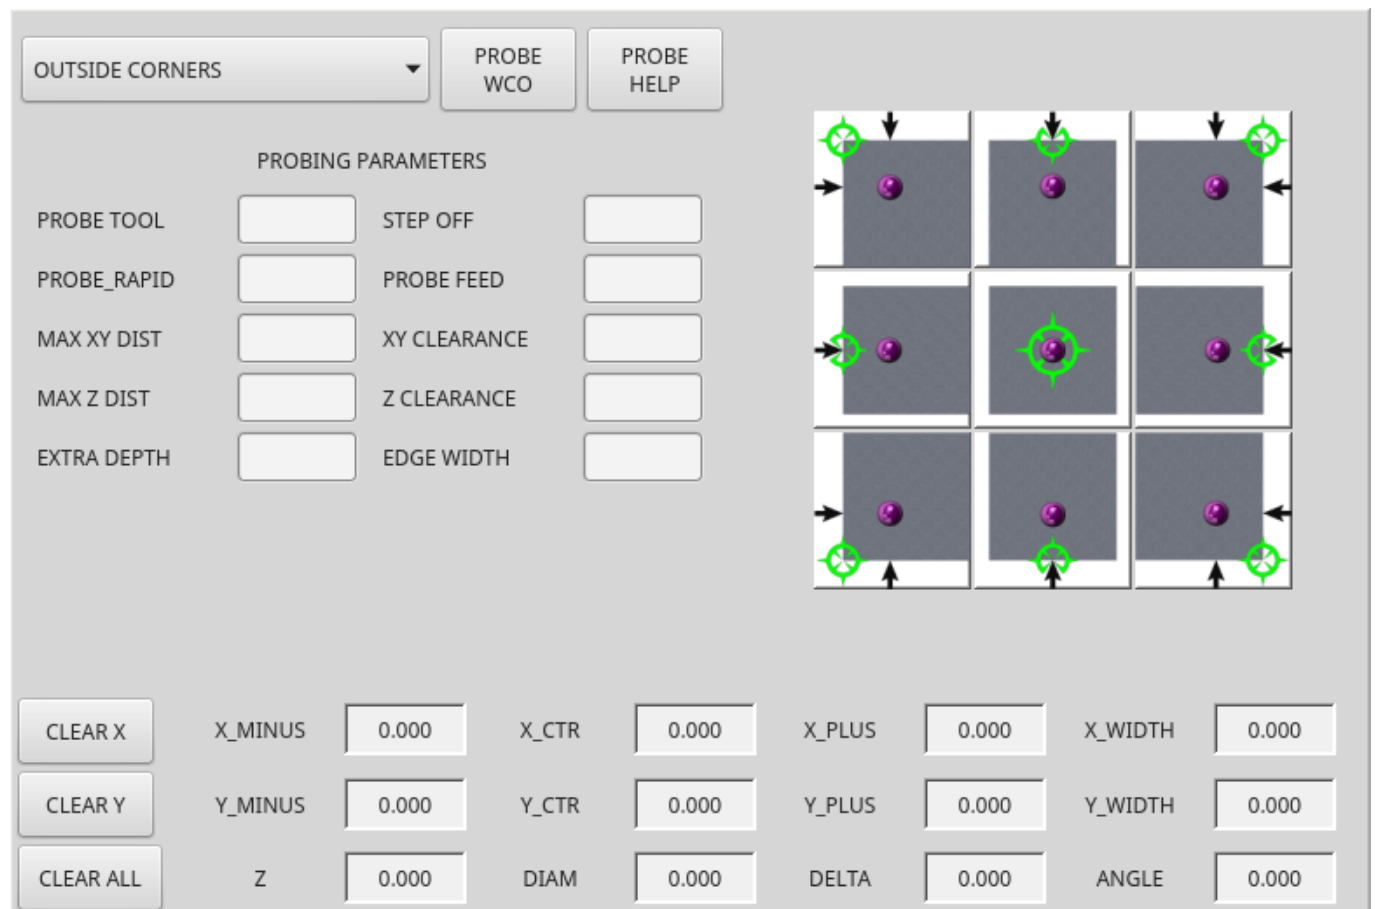 OUTSIDE CORNERS
PROBE
WCO
PROBE
HELP
PROBING PARAMETERS
PROBE TOOL
STEP OFF
PROBE_RAPID
PROBE FEED
MAX XY DIST
XY CLEARANCE
MAX Z DIST
Z CLEARANCE
EXTRA DEPTH
EDGE WIDTH
CLEAR X
X_MINUS
0.000
X_CTR
0.000
X_PLUS
0.000
X_WIDTH
0.000
CLEAR Y
Y_MINUS
0.000
Y_CTR
0.000
Y_PLUS
0.000
Y_WIDTH
0.000
CLEAR ALL
Z
0.000
DIAM
0.000
DELTA
0.000
ANGLE
0.000